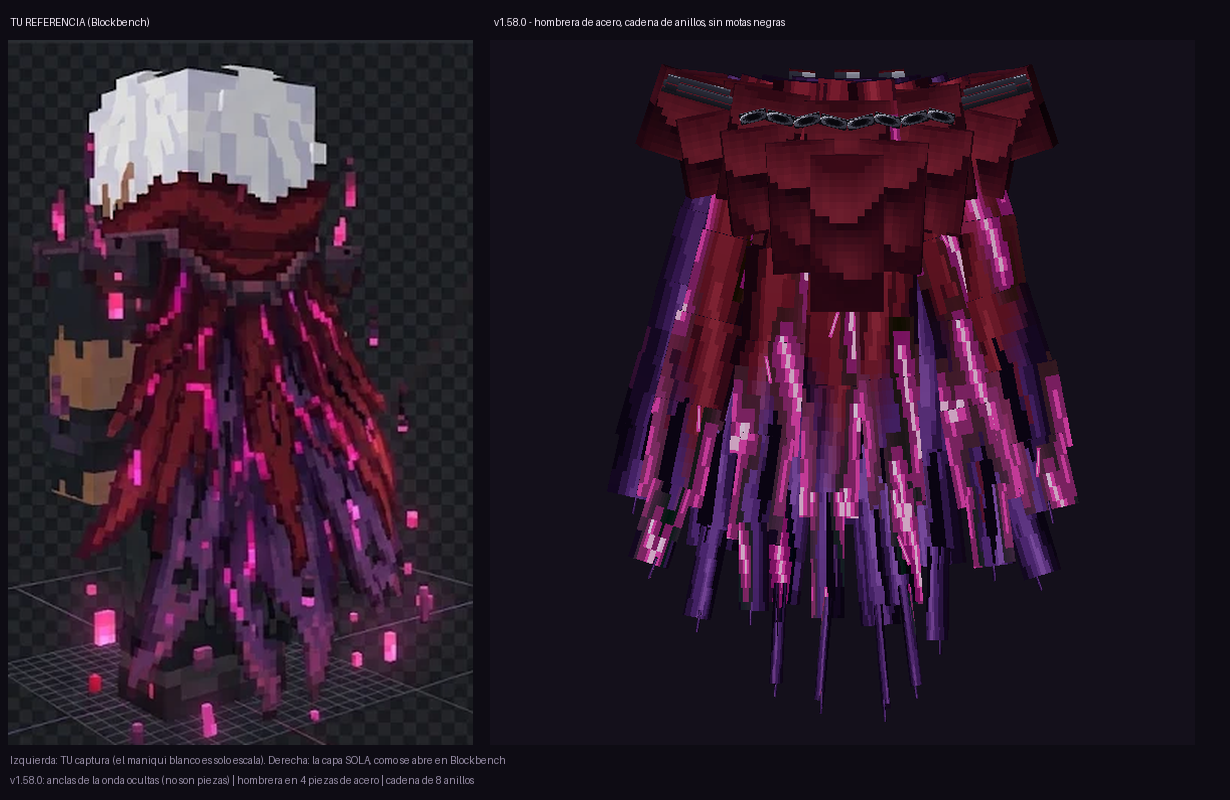 TU REFERENCIA (Blockbench)
v1.58.0 - hombrera de acero, cadena de anillos, sin motas negras
Izquierda: TU captura (el maniqui blanco es solo escala). Derecha: la capa SOLA, como se abre en Blockbench
v1.58.0: anclas de la onda ocultas (no son piezas) | hombrera en 4 piezas de acero | cadena de 8 anillos